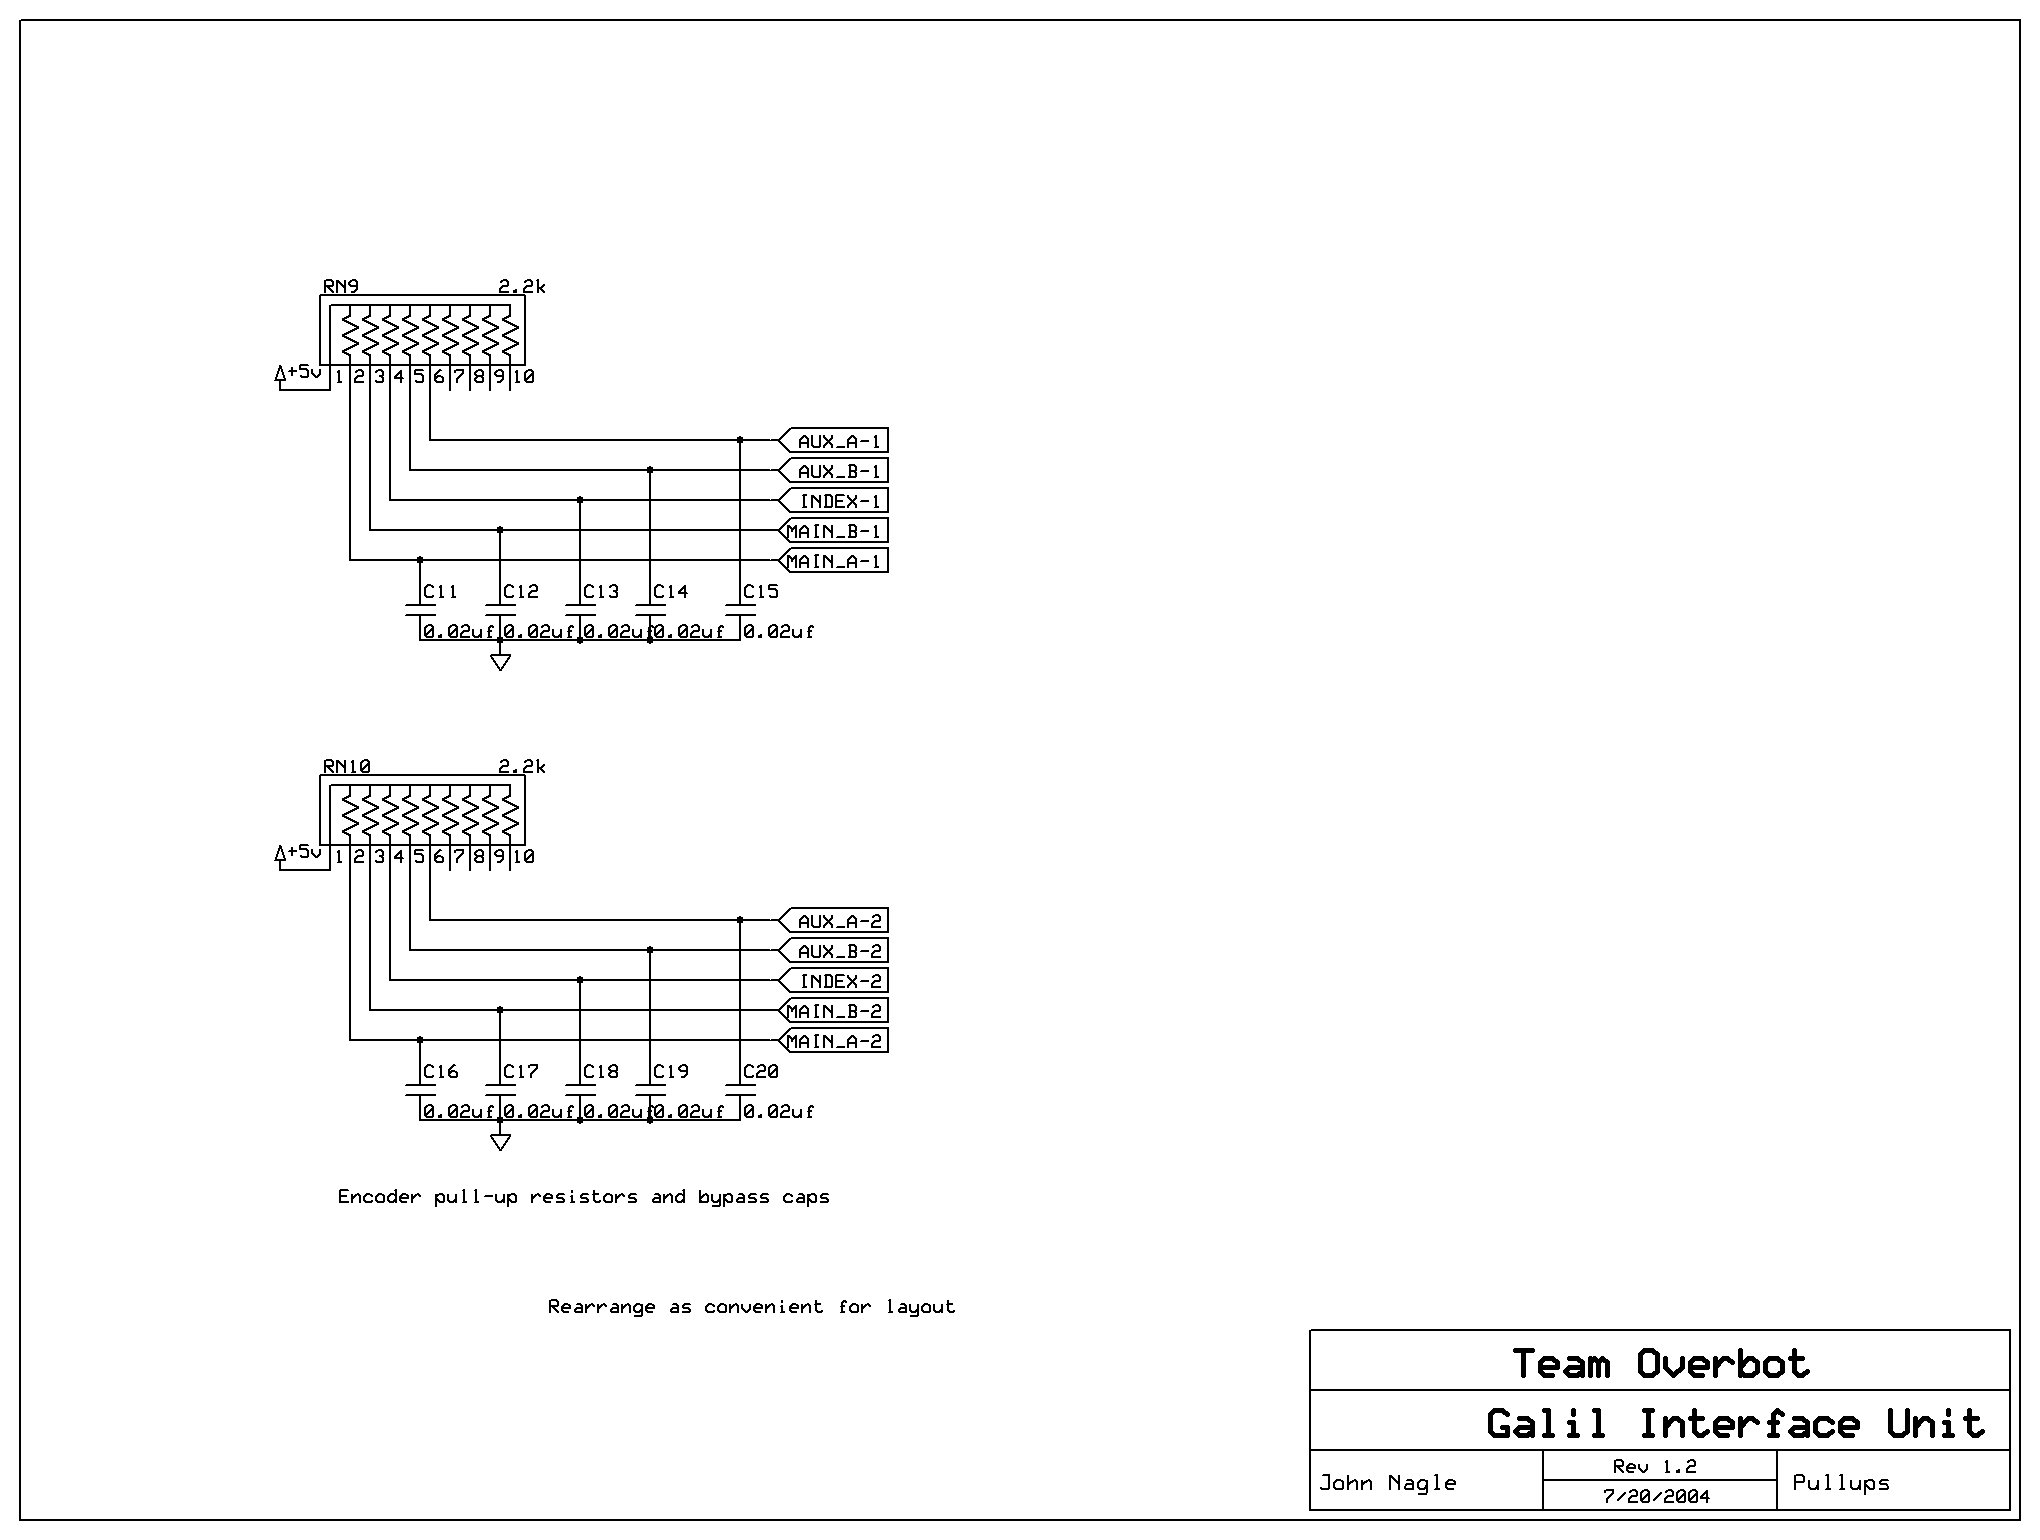 RN9 2.2k
+5v 1 2 3 4 5 6 7 8 9 10
AUX_A-1
AUX_B-1
INDEX-1
MAIN_B-1
MAIN_A-1
C11 C12 C13 C14 C15
0.02uf 0.02uf 0.02uf 0.02uf 0.02uf
RN10 2.2k
+5v 1 2 3 4 5 6 7 8 9 10
AUX_A-2
AUX_B-2
INDEX-2
MAIN_B-2
MAIN_A-2
C16 C17 C18 C19 C20
0.02uf 0.02uf 0.02uf 0.02uf 0.02uf
Encoder pull-up resistors and bypass caps
Rearrange as convenient for layout
Team Overbot
Galil Interface Unit
John Nagle
Rev 1.2
7/20/2004
Pullups